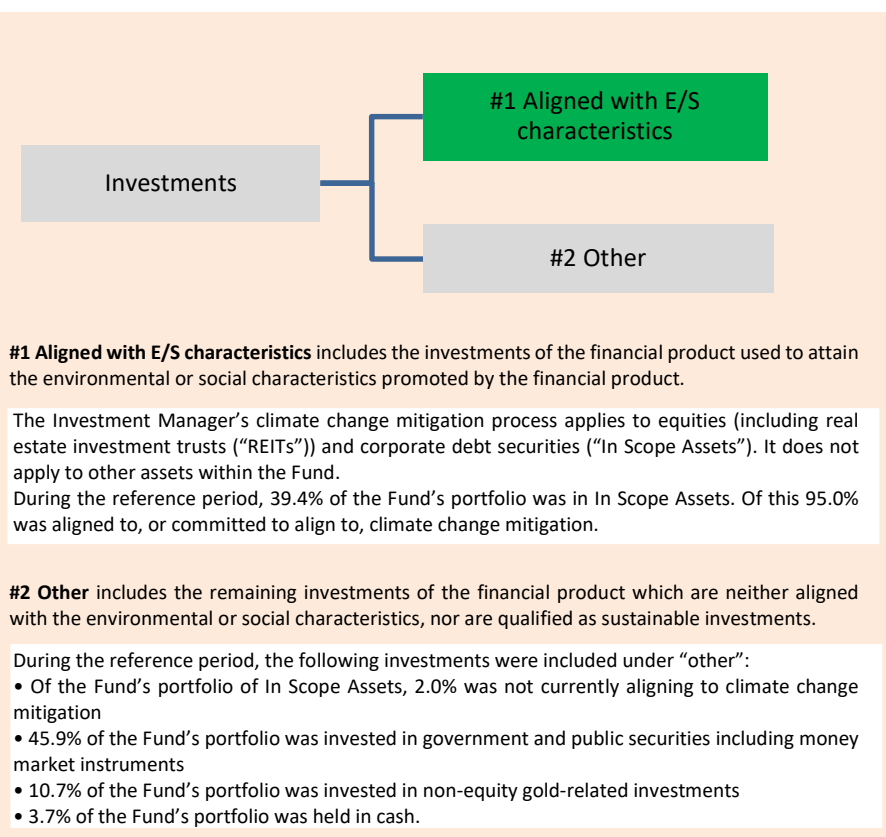 #1 Aligned with E/S
characteristics
Investments
#2 Other
#1 Aligned with E/S characteristics includes the investments of the financial product used to attain
the environmental or social characteristics promoted by the financial product.
The Investment Manager’s climate change mitigation process applies to equities (including real
estate investment trusts (“REITs”)) and corporate debt securities (“In Scope Assets”). It does not
apply to other assets within the Fund.
During the reference period, 39.4% of the Fund’s portfolio was in In Scope Assets. Of this 95.0%
was aligned to, or committed to align to, climate change mitigation.
#2 Other includes the remaining investments of the financial product which are neither aligned
with the environmental or social characteristics, nor are qualified as sustainable investments.
During the reference period, the following investments were included under “other”:
• Of the Fund’s portfolio of In Scope Assets, 2.0% was not currently aligning to climate change
mitigation
• 45.9% of the Fund’s portfolio was invested in government and public securities including money
market instruments
• 10.7% of the Fund’s portfolio was invested in non-equity gold-related investments
• 3.7% of the Fund’s portfolio was held in cash.